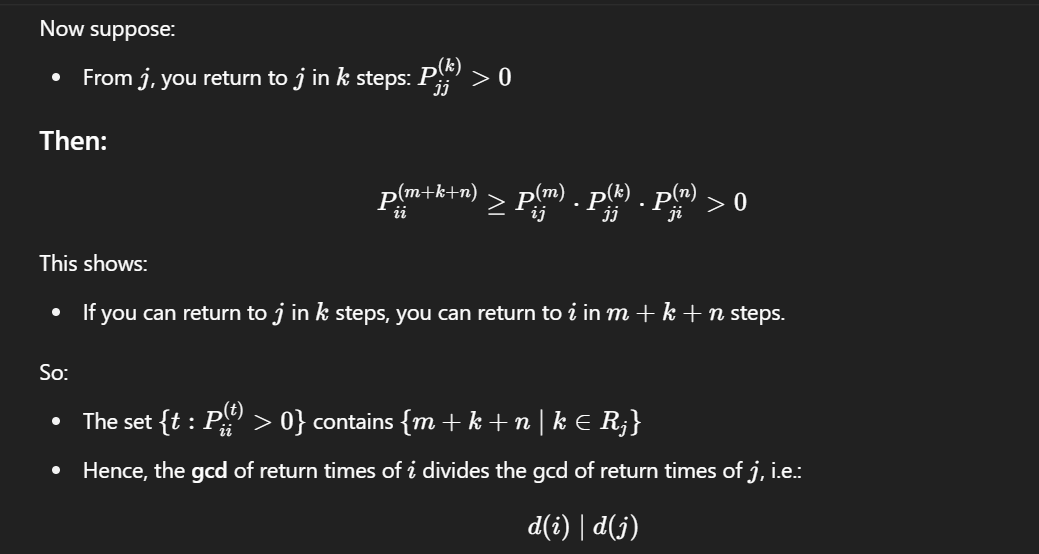 Now suppose:
• From j, you return to j in k steps: P_{jj}^{(k)} > 0
Then:
P_{ii}^{(m+k+n)} ≥ P_{ij}^{(m)} · P_{jj}^{(k)} · P_{ji}^{(n)} > 0
This shows:
• If you can return to j in k steps, you can return to i in m + k + n steps.
So:
• The set {t : P_{ii}^{(t)} > 0} contains {m + k + n | k ∈ R_j}
• Hence, the gcd of return times of i divides the gcd of return times of j, i.e.:
d(i) | d(j)